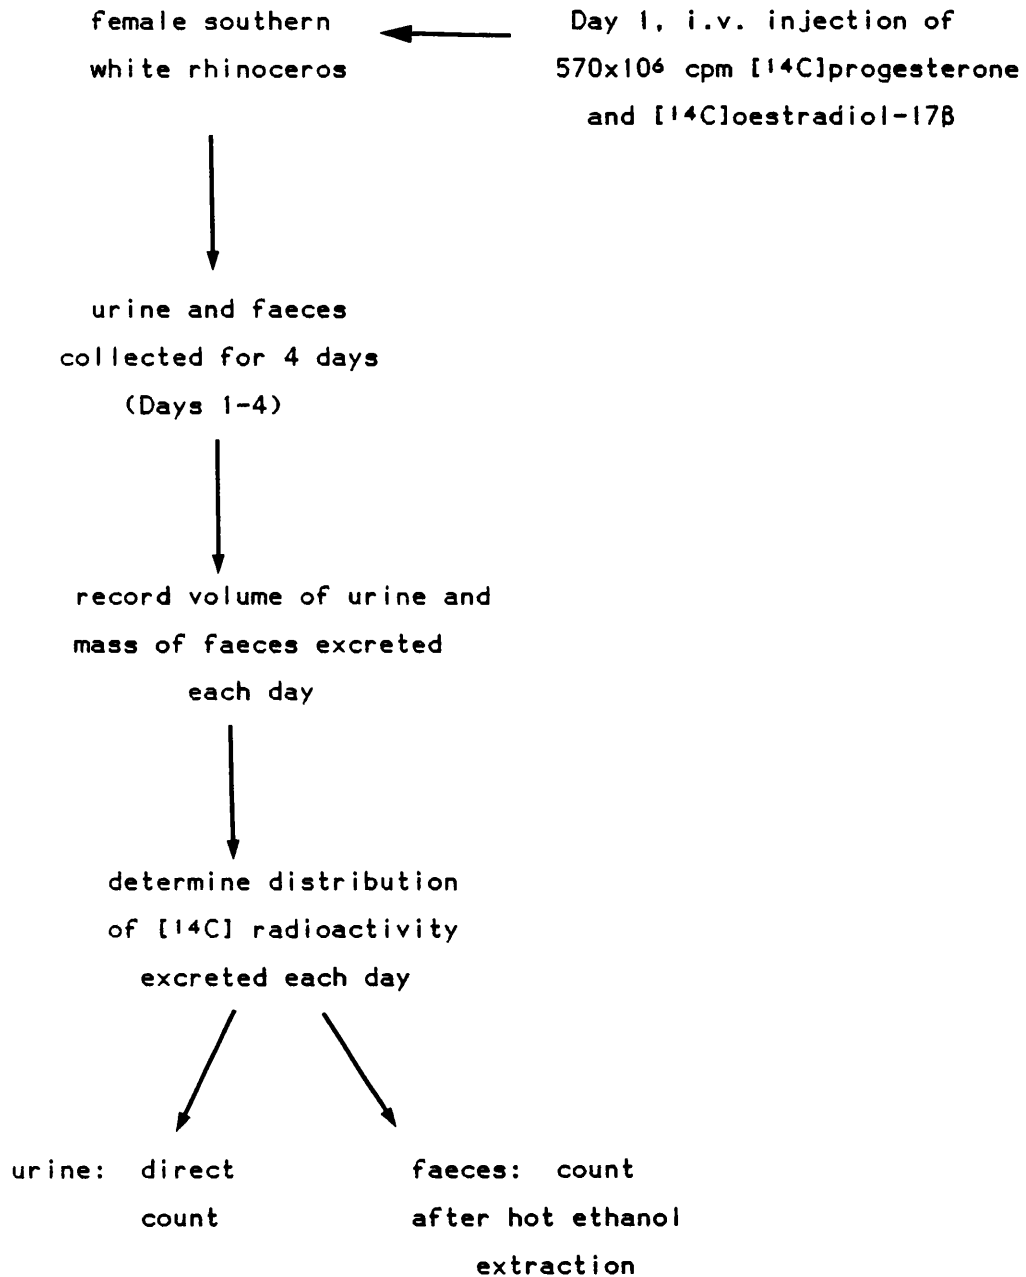 female southern
white rhinoceros
Day 1, i.v. injection of
570x10⁶ cpm [¹⁴C]progesterone
and [¹⁴C]oestradiol-17β
urine and faeces
collected for 4 days
(Days 1-4)
record volume of urine and
mass of faeces excreted
each day
determine distribution
of [¹⁴C] radioactivity
excreted each day
urine: direct
count
faeces: count
after hot ethanol
extraction